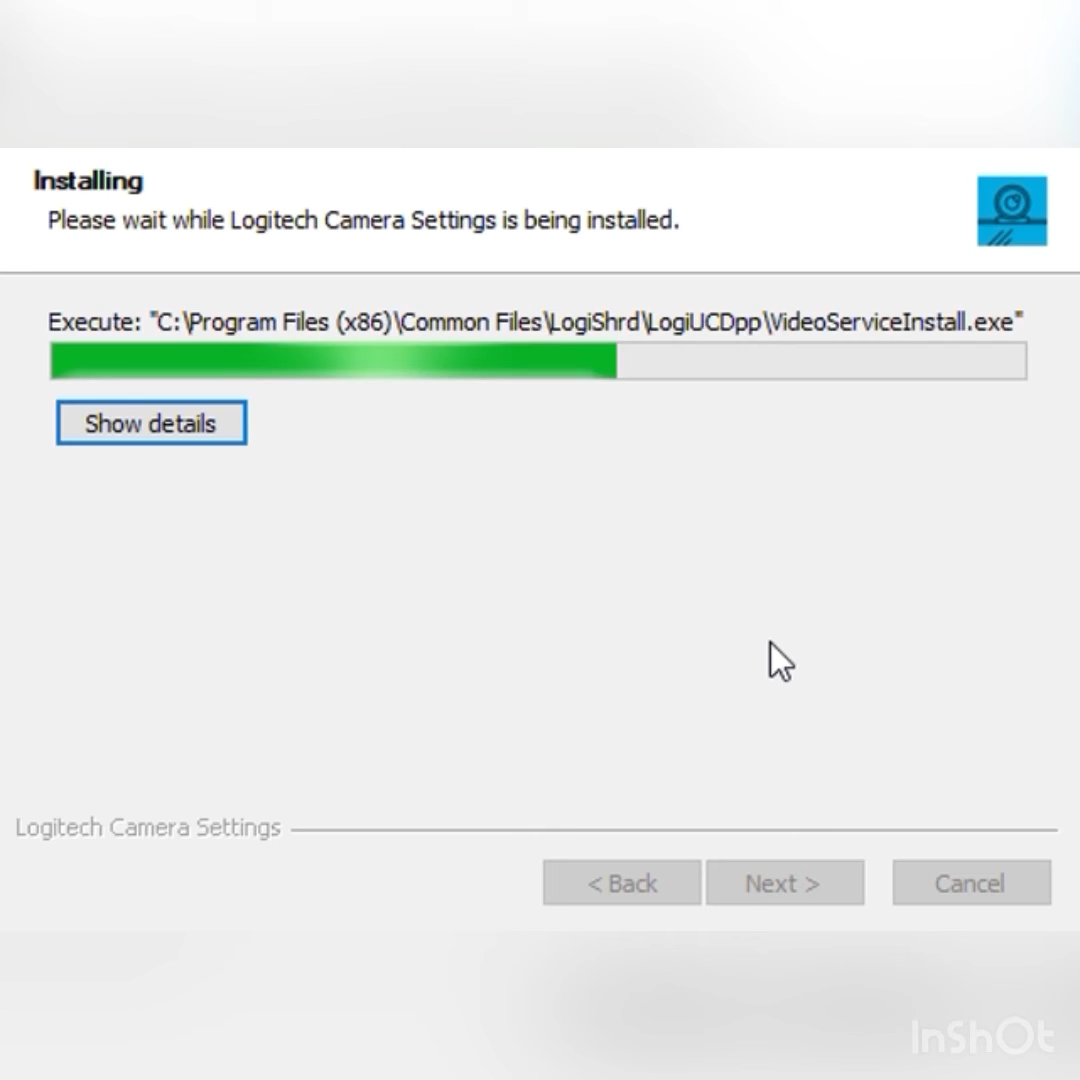 Installing
Please wait while Logitech Camera Settings is being installed.
Execute: "C:\Program Files (x86)\Common Files\LogiShrd\LogiUCDpp\VideoServiceInstall.exe"
Show details
Logitech Camera Settings
< Back
Next >
Cancel
InShOt